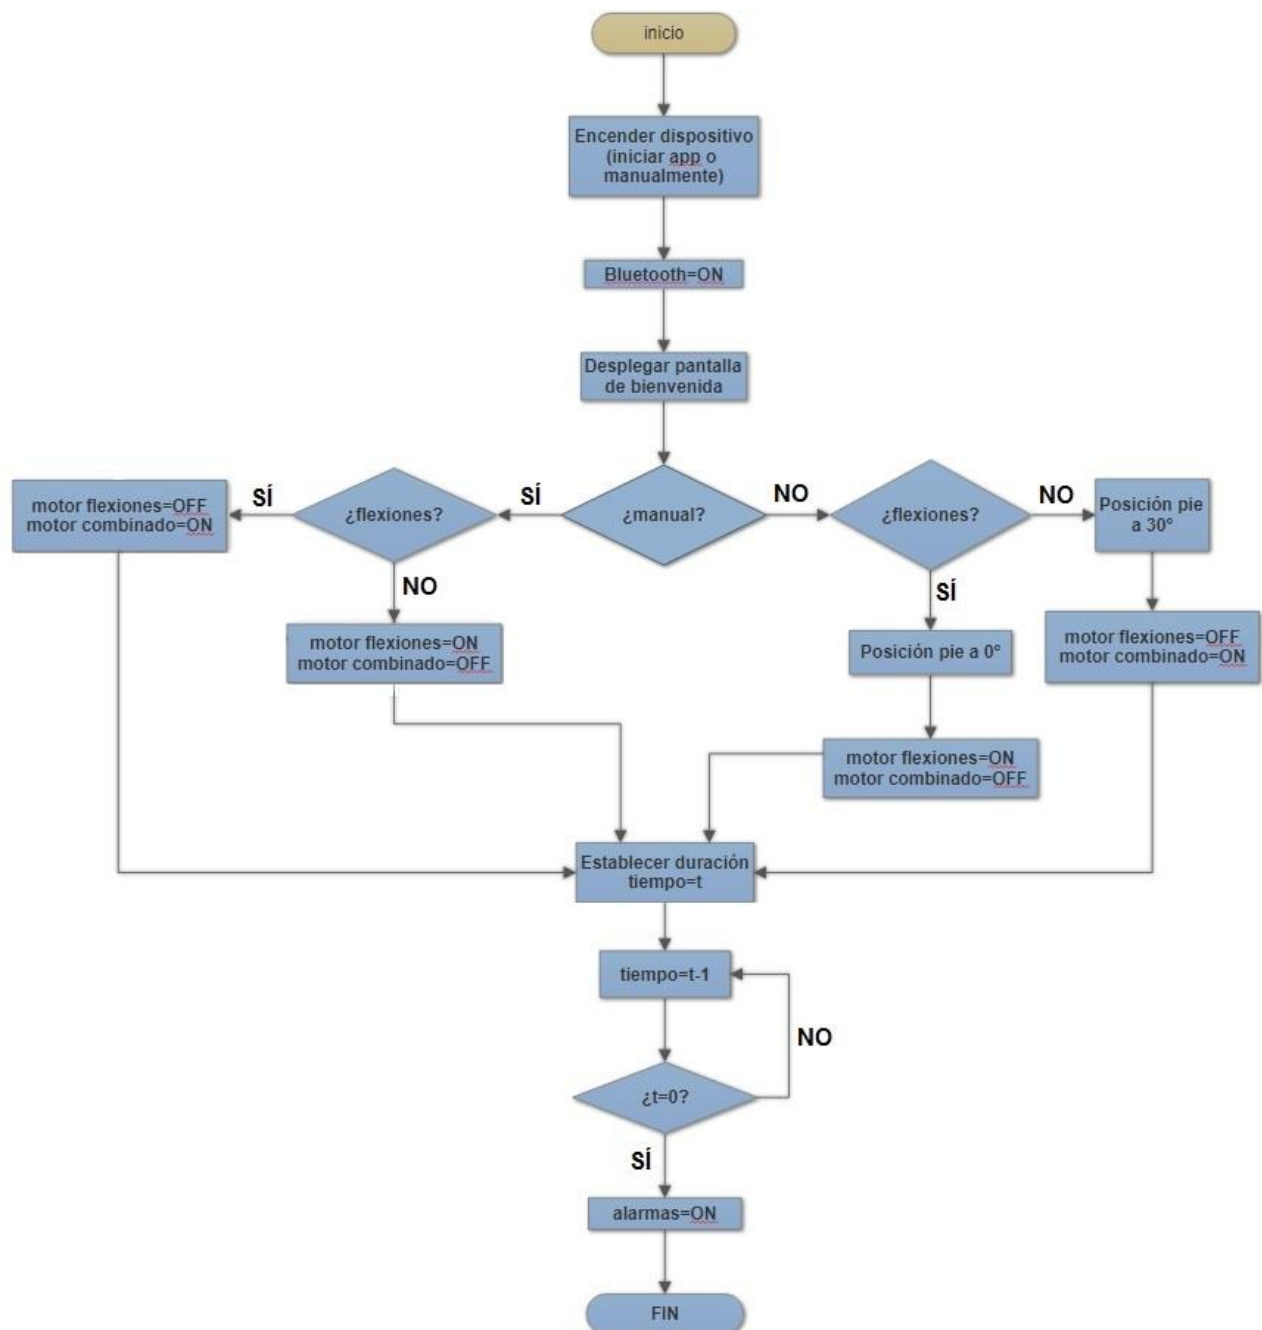 inicio
Encender dispositivo
(iniciar app o
manualmente)
Bluetooth=ON
Desplegar pantalla
de bienvenida
¿manual?
SÍ
NO
¿flexiones?
SÍ
motor flexiones=OFF
motor combinado=ON
NO
motor flexiones=ON
motor combinado=OFF
¿flexiones?
NO
Posición pie
a 30°
motor flexiones=OFF
motor combinado=ON
SÍ
Posición pie a 0°
motor flexiones=ON
motor combinado=OFF
Establecer duración
tiempo=t
tiempo=t-1
¿t=0?
NO
SÍ
alarmas=ON
FIN